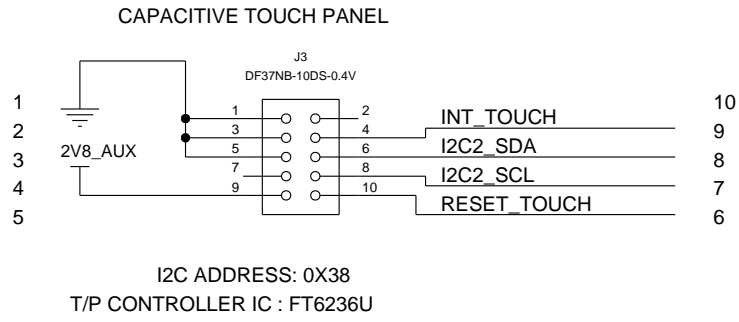 CAPACITIVE TOUCH PANEL
J3
DF37NB-10DS-0.4V
1
2
3
4
5
2V8_AUX
1
3
5
7
9
2
4
6
8
10
INT_TOUCH
I2C2_SDA
I2C2_SCL
RESET_TOUCH
10
9
8
7
6
I2C ADDRESS: 0X38
T/P CONTROLLER IC : FT6236U